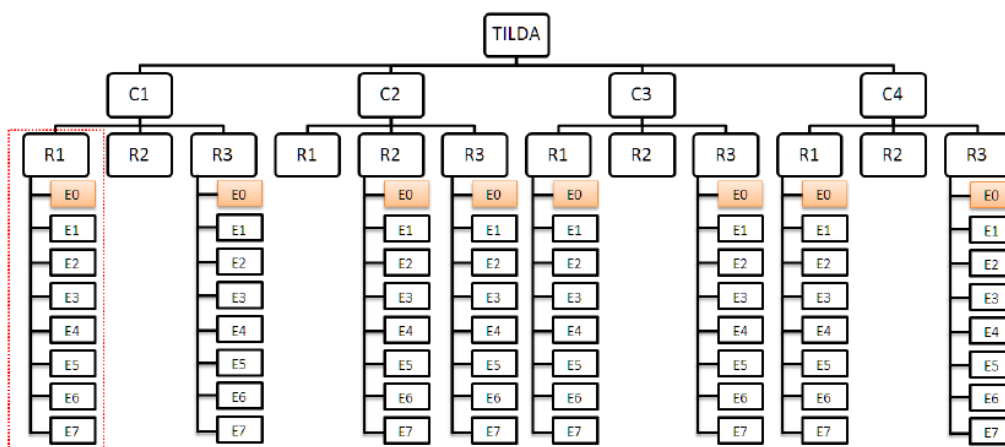 TILDA
C1 C2 C3 C4
R1 R2 R3 R1 R2 R3 R1 R2 R3 R1 R2 R3
E0 E0 E0 E0 E0 E0 E0 E0
E1 E1 E1 E1 E1 E1 E1 E1
E2 E2 E2 E2 E2 E2 E2 E2
E3 E3 E3 E3 E3 E3 E3 E3
E4 E4 E4 E4 E4 E4 E4 E4
E5 E5 E5 E5 E5 E5 E5 E5
E6 E6 E6 E6 E6 E6 E6 E6
E7 E7 E7 E7 E7 E7 E7 E7